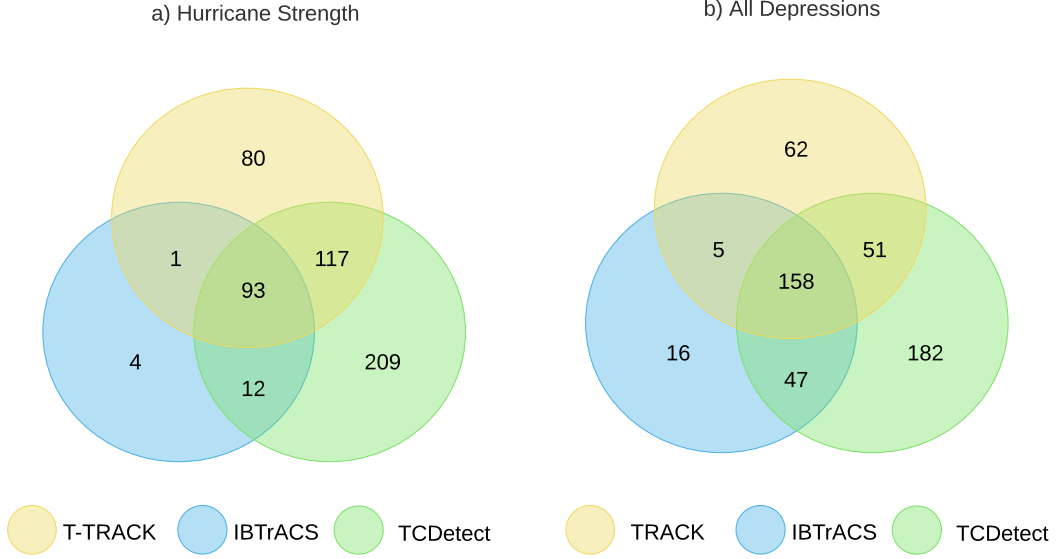 a) Hurricane Strength
80
1
117
93
4
209
12
T-TRACK
IBTrACS
TCDetect
b) All Depressions
62
5
51
158
16
182
47
TRACK
IBTrACS
TCDetect